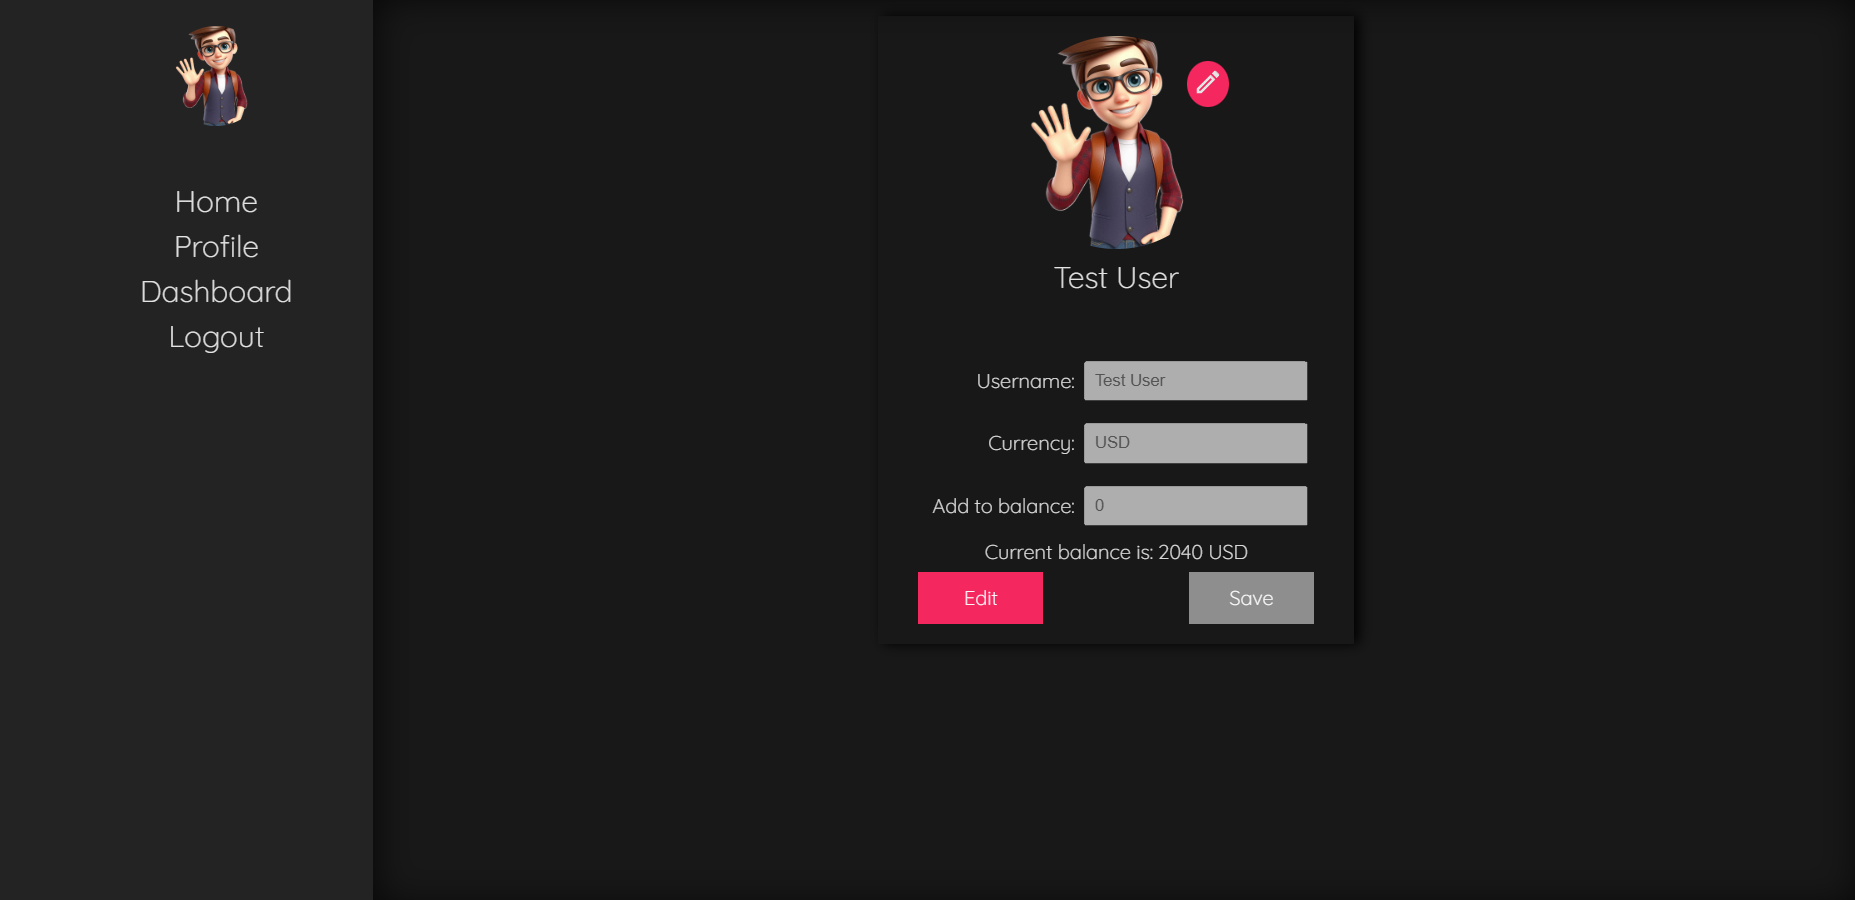 Home
Profile
Dashboard
Logout
Test User
Username: Test User
Currency: USD
Add to balance: 0
Current balance is: 2040 USD
Edit Save